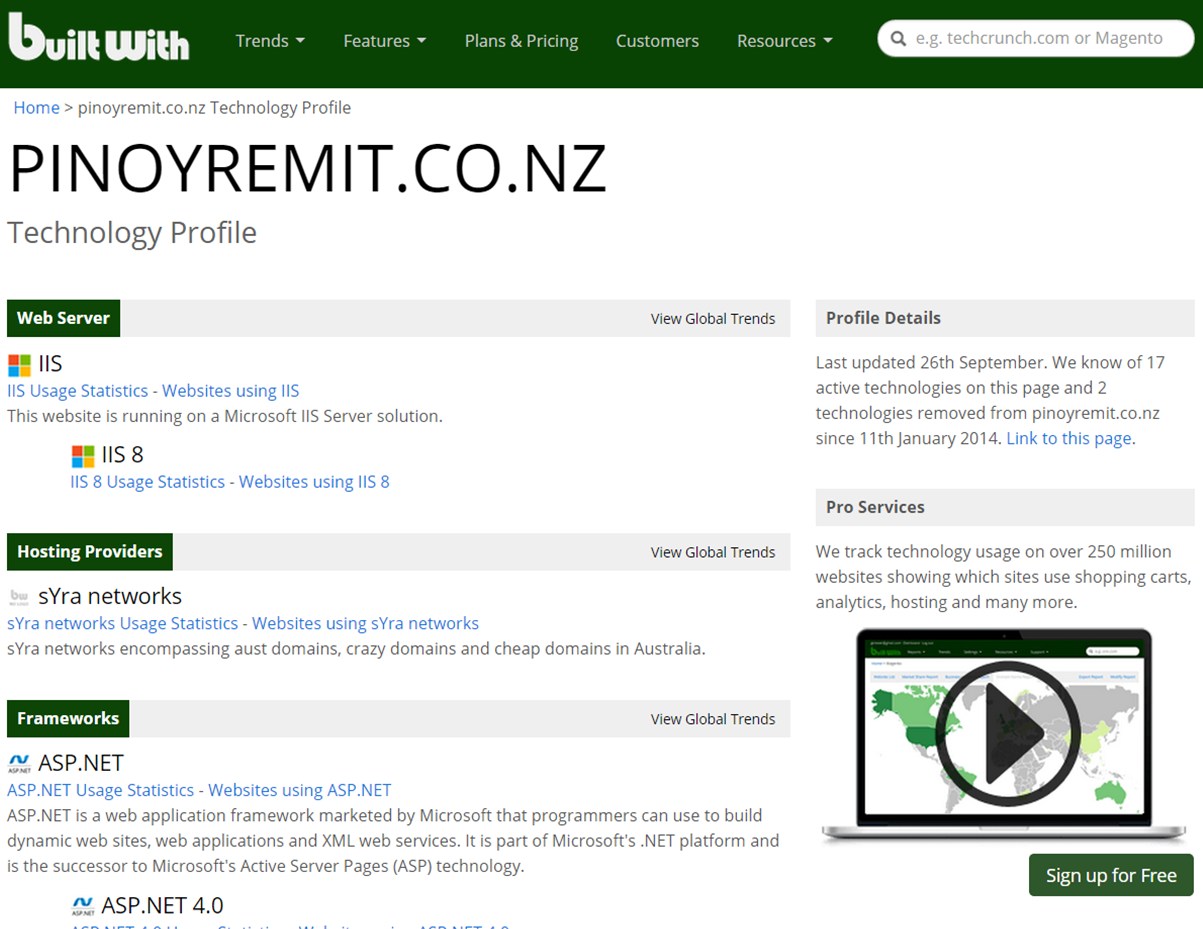 Built With
Trends
Features
Plans & Pricing
Customers
Resources
e.g. techcrunch.com or Magento
Home > pinoyremit.co.nz Technology Profile
PINOYREMIT.CO.NZ
Technology Profile
Web Server
View Global Trends
IIS
IIS Usage Statistics - Websites using IIS
This website is running on a Microsoft IIS Server solution.
IIS 8
IIS 8 Usage Statistics - Websites using IIS 8
Hosting Providers
View Global Trends
sYra networks
sYra networks Usage Statistics - Websites using sYra networks
sYra networks encompassing aust domains, crazy domains and cheap domains in Australia.
Frameworks
View Global Trends
ASP.NET
ASP.NET Usage Statistics - Websites using ASP.NET
ASP.NET is a web application framework marketed by Microsoft that programmers can use to build
dynamic web sites, web applications and XML web services. It is part of Microsoft's .NET platform and
is the successor to Microsoft's Active Server Pages (ASP) technology.
ASP.NET 4.0
Profile Details
Last updated 26th September. We know of 17
active technologies on this page and 2
technologies removed from pinoyremit.co.nz
since 11th January 2014. Link to this page.
Pro Services
We track technology usage on over 250 million
websites showing which sites use shopping carts,
analytics, hosting and many more.
Sign up for Free